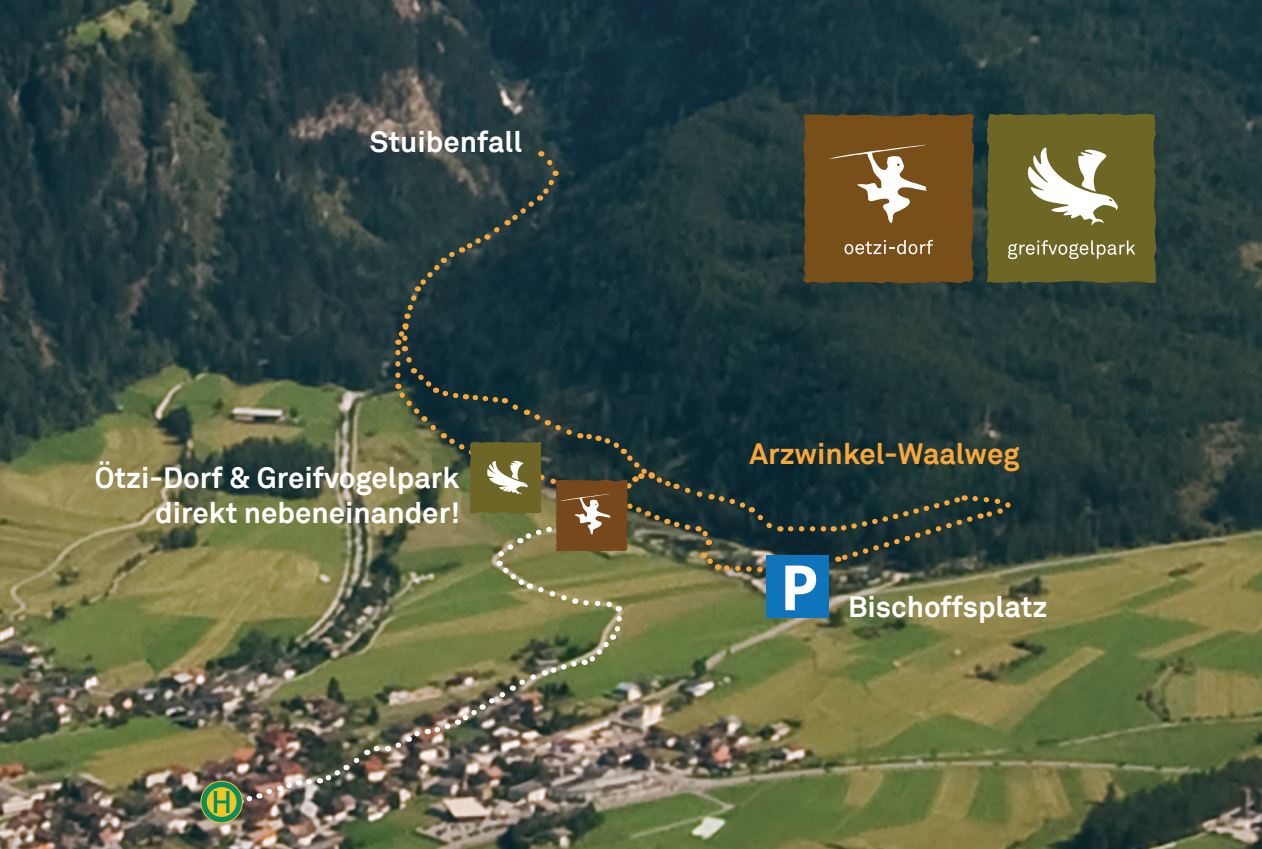 Stuibenfall
oetzi-dorf
greifvogelpark
Arzwinkel-Waalweg
Ötzi-Dorf & Greifvogelpark
direkt nebeneinander!
P
Bischoffsplatz
H